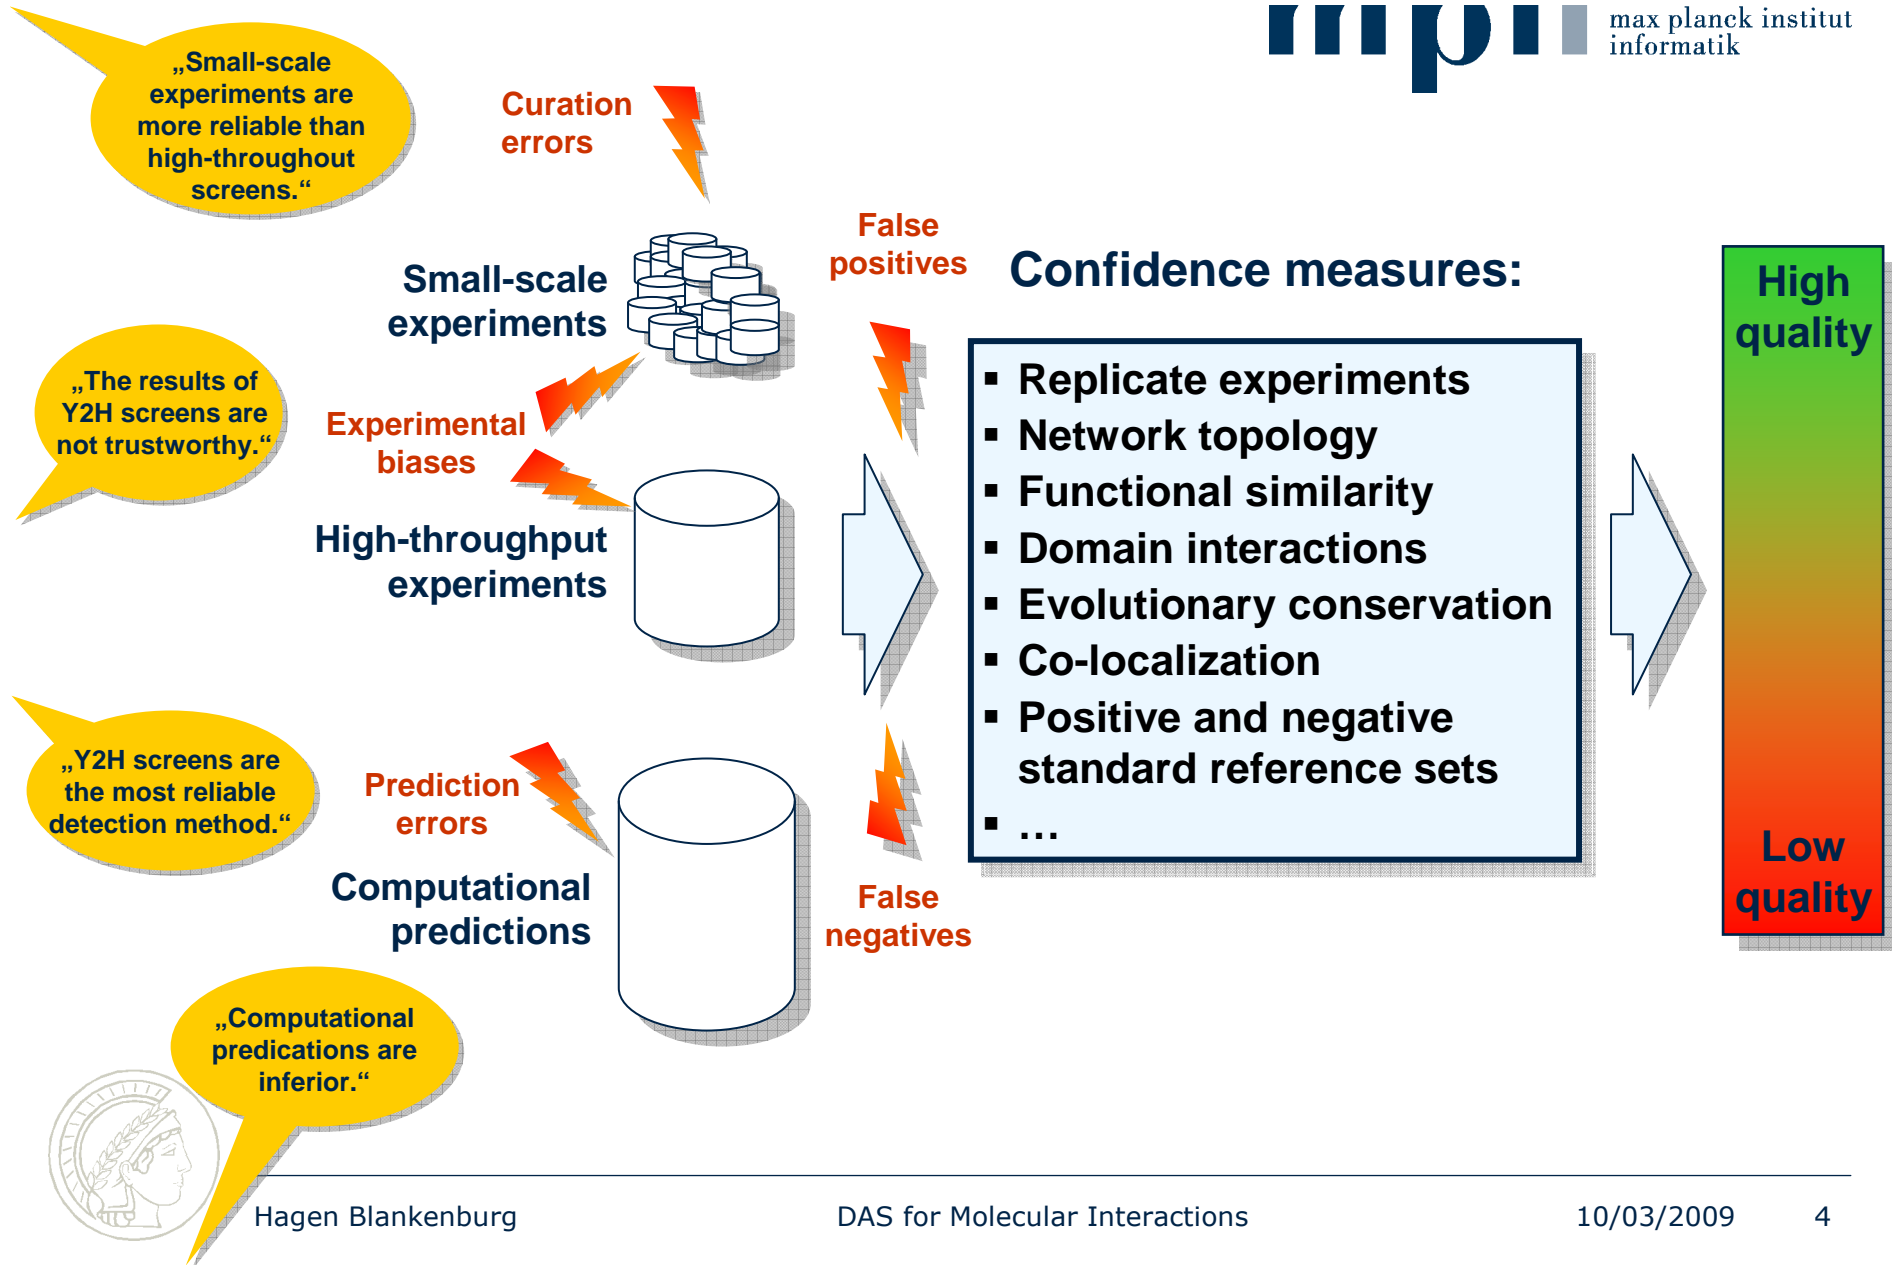 max planck institut
informatik
„Small-scale
experiments are
more reliable than
high-throughout
screens.“
Curation
errors
False
positives
Small-scale
experiments
Confidence measures:
High
quality
„The results of
Y2H screens are
not trustworthy.“
Experimental
biases
High-throughput
experiments
▪ Replicate experiments
▪ Network topology
▪ Functional similarity
▪ Domain interactions
▪ Evolutionary conservation
▪ Co-localization
▪ Positive and negative
standard reference sets
▪ …
„Y2H screens are
the most reliable
detection method.“
Prediction
errors
Computational
predictions
False
negatives
Low
quality
„Computational
predications are
inferior.“
Hagen Blankenburg
DAS for Molecular Interactions
10/03/2009
4